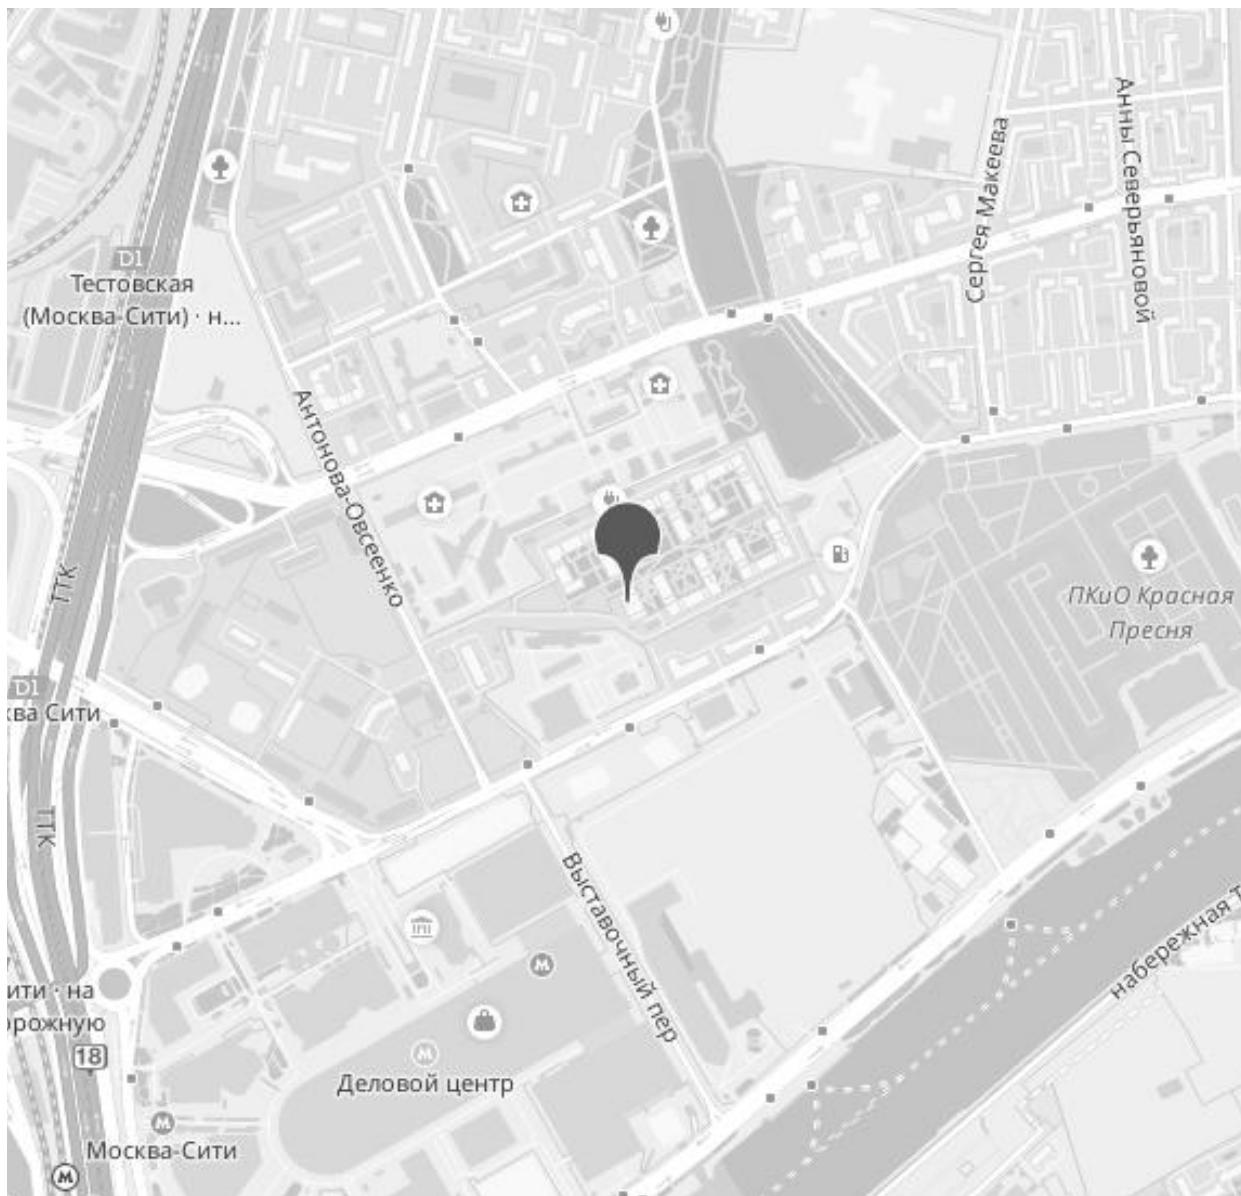 Анны Северьяновой
Сергея Макеева
D1
Тестовская
(Москва-Сити) · н...
Антонова-Овсеенко
ТТК
ПКиО Красная
Пресня
D1
ква Сити
ТТК
Выставочный пер
набережная Т
ити · на
орожную
18
М
М
Деловой центр
М
Москва-Сити
М